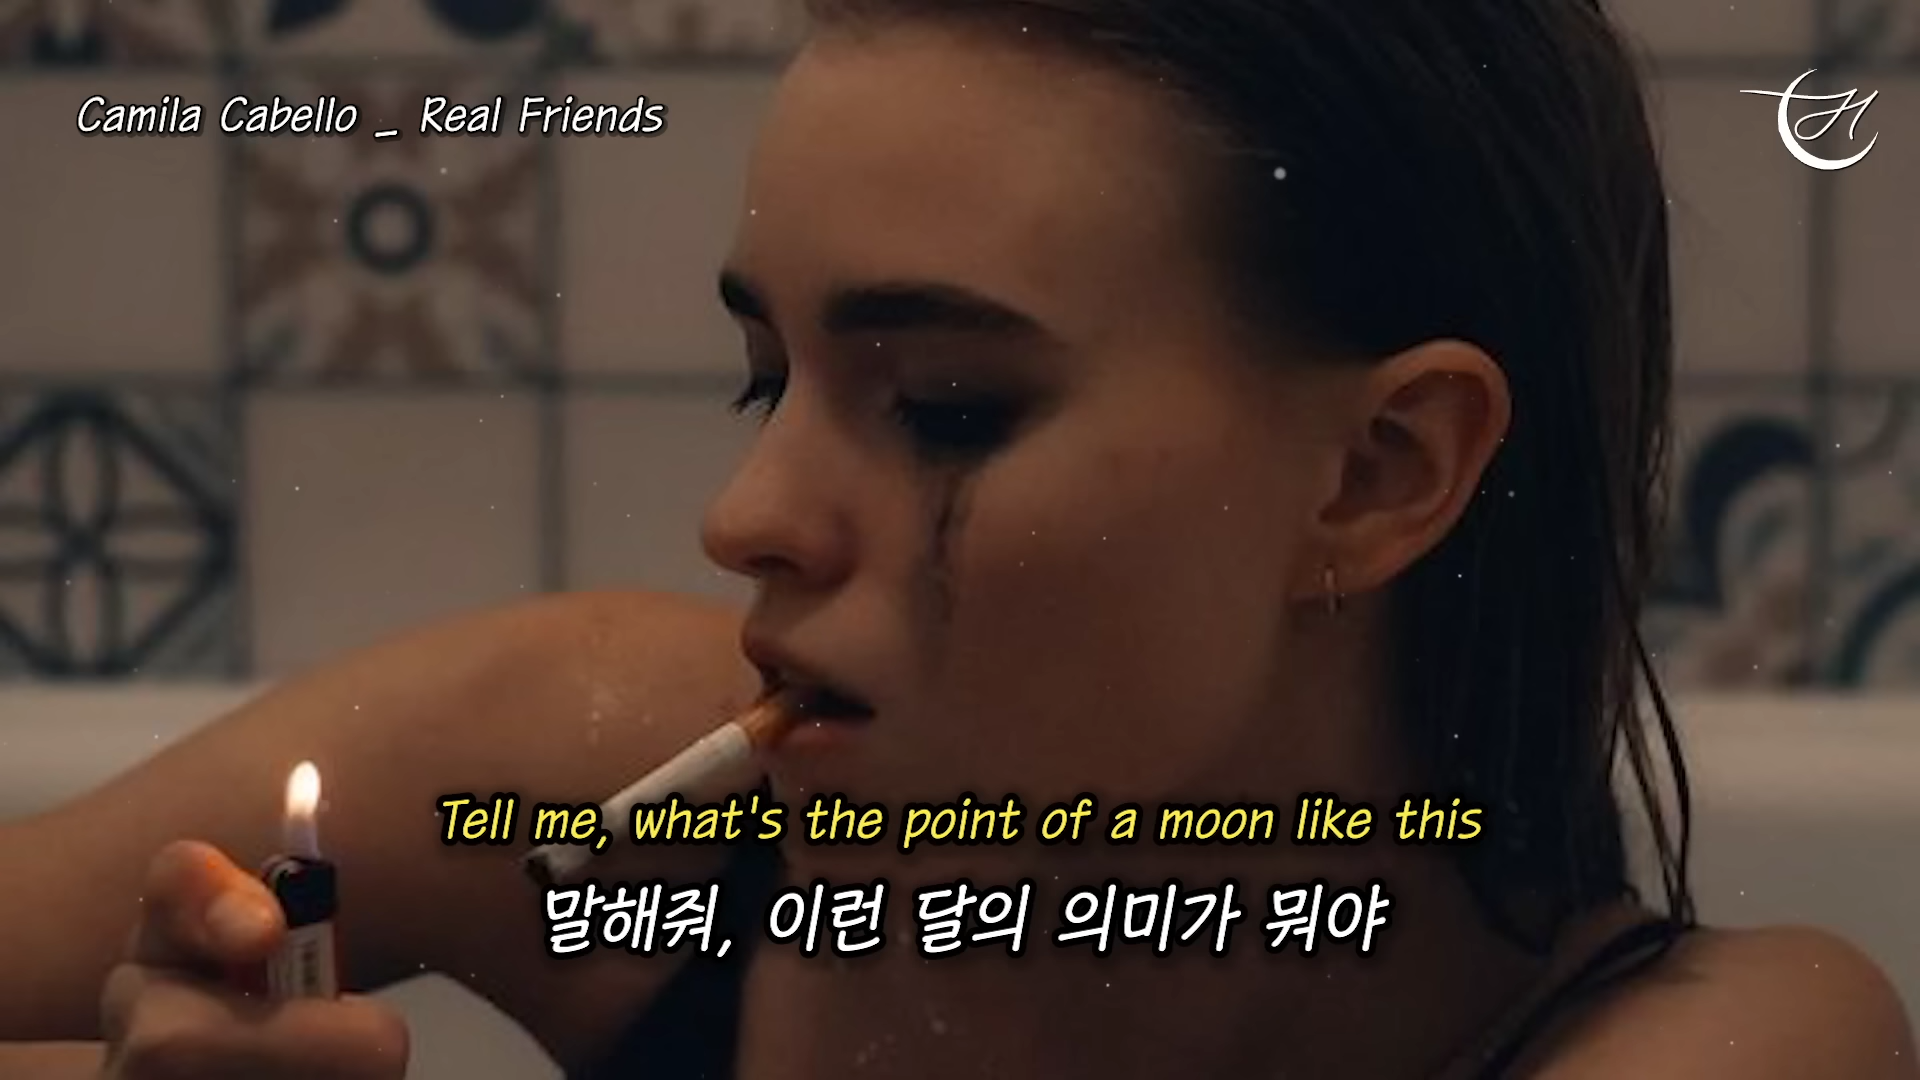 Camila Cabello _ Real Friends
Tell me, what's the point of a moon like this
말해줘, 이런 달의 의미가 뭐야